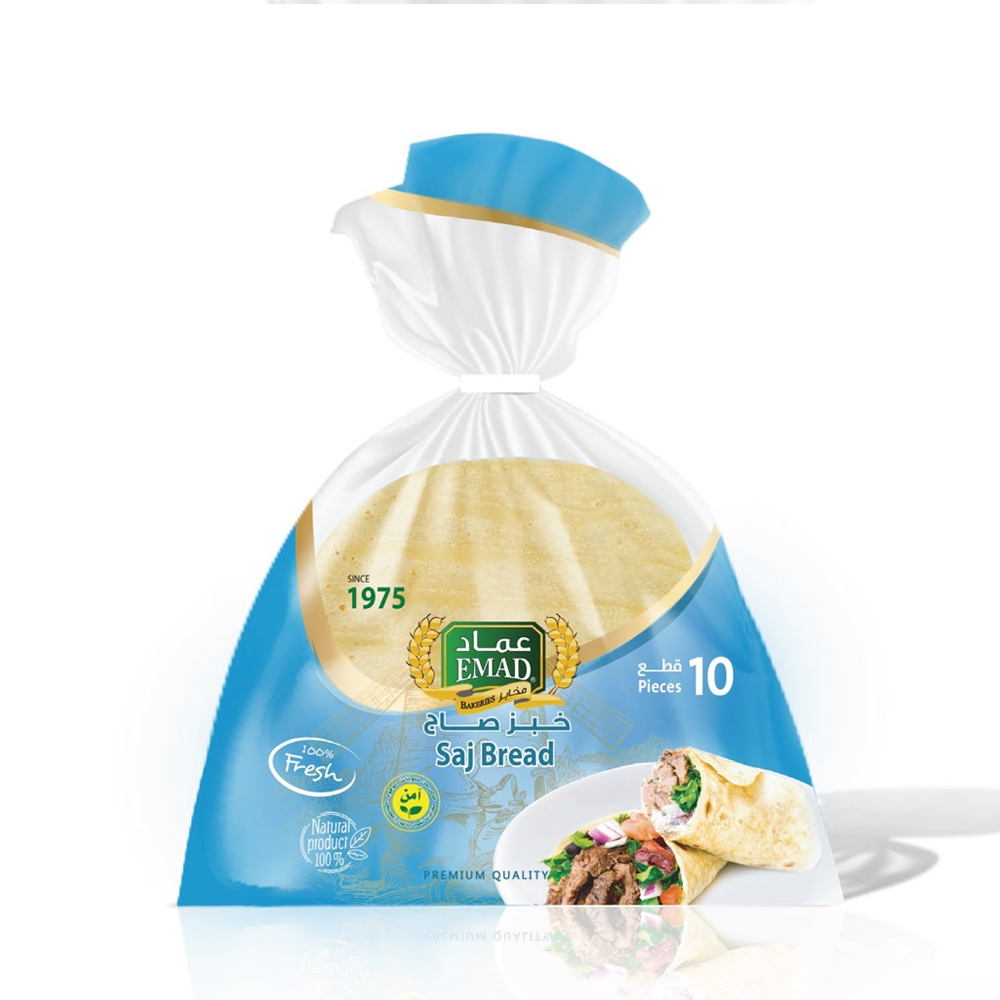 SINCE
1975
عماد
EMAD®
BAKERIES مخابز
خبز صاج
Saj Bread
قطع
Pieces
10
100%
Fresh
آمن
Natural
product
100%
PREMIUM QUALITY